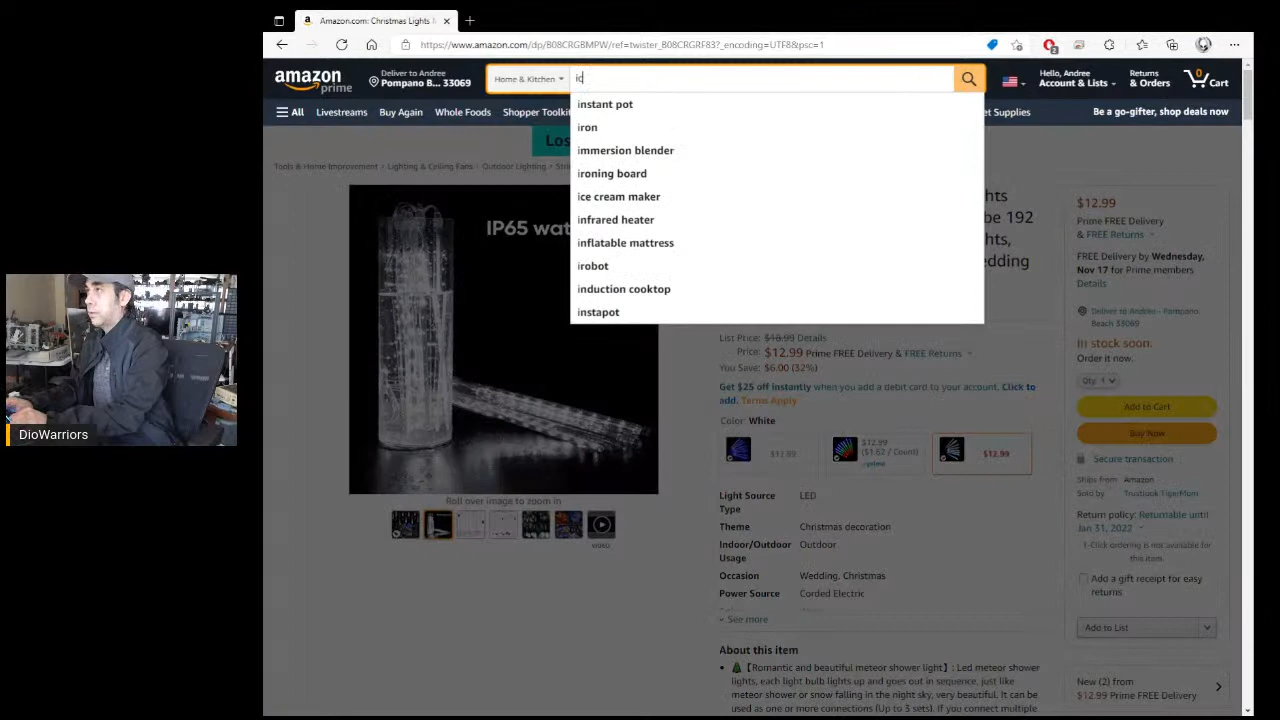 Amazon.com: Christmas Lights
https://www.amazon.com/dp/B08CRGBMPW/ref=twister_B08CRGRF83?_encoding=UTF8&psc=1
2
amazon prime
Deliver to Andree
Pompano B... 33069
Home & Kitchen
ic
Hello, Andree
Account & Lists
Returns
& Orders
0
Cart
All
Livestreams
Buy Again
Whole Foods
Shopper Toolkit
et Supplies
Be a go-gifter, shop deals now
instant pot
iron
immersion blender
ironing board
ice cream maker
infrared heater
inflatable mattress
irobot
induction cooktop
instapot
Los
Tools & Home Improvement › Lighting & Ceiling Fans › Outdoor Lighting ›
IP65 wat
hts
be 192
hts,
edding
List Price: $18.99 Details
Price: $12.99 Prime FREE Delivery & FREE Returns
You Save: $6.00 (32%)
Get $25 off instantly when you add a debit card to your account. Click to
add. Terms Apply
Color: White
$12.99
$12.99
($1.62 / Count)
prime
$12.99
Light Source
Type
LED
Theme
Christmas decoration
Indoor/Outdoor
Usage
Outdoor
Occasion
Wedding, Christmas
Power Source
Corded Electric
See more
About this item
【Romantic and beautiful meteor shower light】: Led meteor shower
lights, each light bulb lights up and goes out in sequence, just like
meteor shower or snow falling in the night sky, very beautiful. It can be
used as one or more connections (Up to 3 sets). If you connect multiple
Roll over image to zoom in
VIDEO
$12.99
Prime FREE Delivery
& FREE Returns
FREE delivery Wednesday,
Nov 17 for Prime members
Details
Deliver to Andree - Pompano
Beach 33069
In stock soon.
Order it now.
Qty: 1
Add to Cart
Buy Now
Secure transaction
Ships from Amazon
Sold by Trustlook TigerMom
Return policy: Returnable until
Jan 31, 2022
1-Click ordering is not available for
this item.
Add a gift receipt for easy
returns
Add to List
New (2) from
$12.99 Prime FREE Delivery
DioWarriors